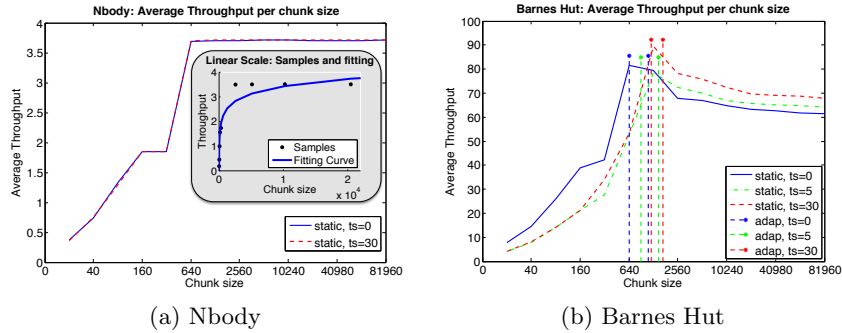 Nbody: Average Throughput per chunk size
Average Throughput
4
3.5
3
2.5
2
1.5
1
0.5
0
0 40 160 640 2560 10240 40960 81960
Chunk size
Linear Scale: Samples and fitting
Throughput
4
3
2
1
0
0 1 2
x 10⁴
Chunk size
Samples
Fitting Curve
static, ts=0
static, ts=30
(a) Nbody
Barnes Hut: Average Throughput per chunk size
Average Throughput
100
90
80
70
60
50
40
30
20
10
0
0 40 160 640 2560 10240 40960 81960
Chunk size
static, ts=0
static, ts=5
static, ts=30
adap, ts=0
adap, ts=5
adap, ts=30
(b) Barnes Hut